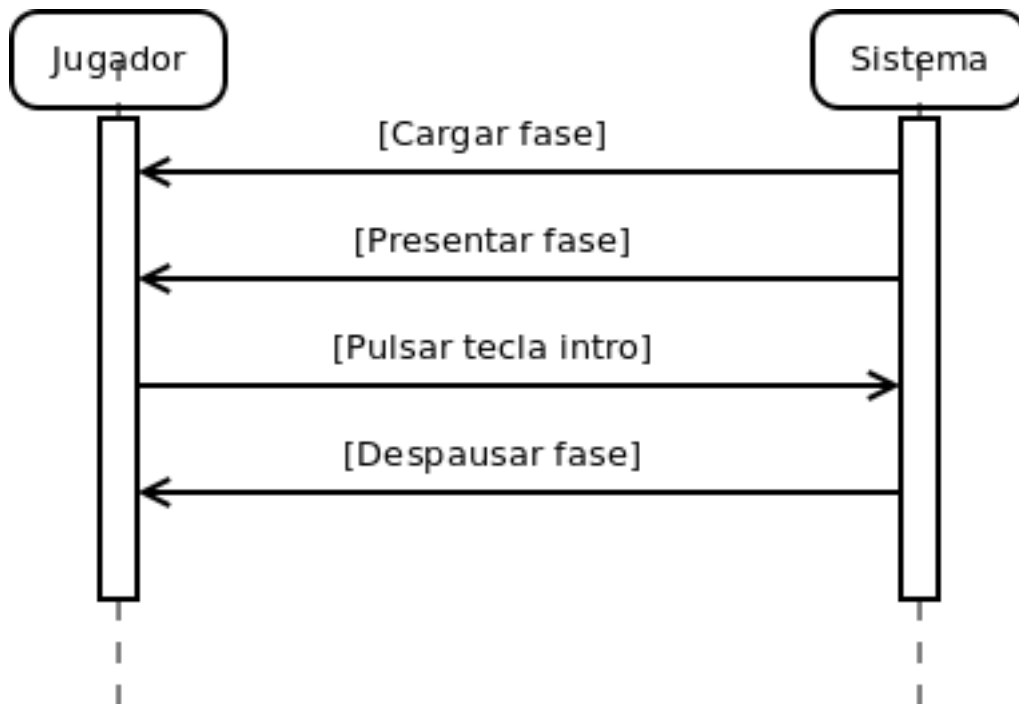 Jugador
Sistema
[Cargar fase]
[Presentar fase]
[Pulsar tecla intro]
[Despausar fase]